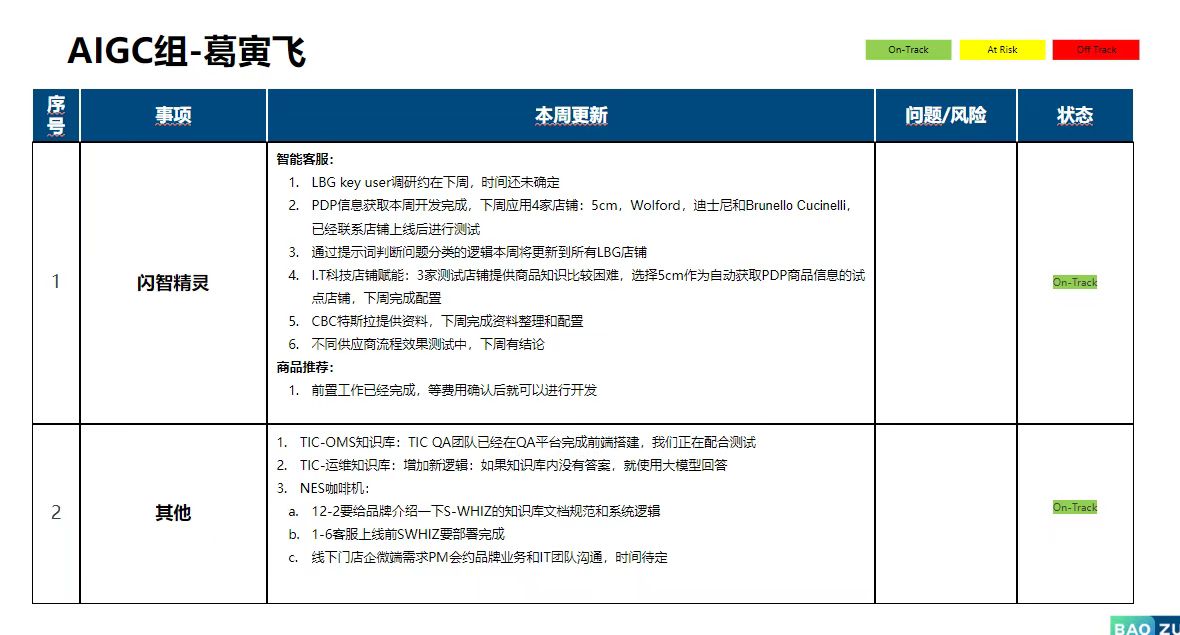 AIGC组-葛寅飞
On-Track
At Risk
Off Track
序号
事项
本周更新
问题/风险
状态
1
闪智精灵
智能客服：
1. LBG key user调研约在下周，时间还未确定
2. PDP信息获取本周开发完成，下周应用4家店铺：5cm，Wolford，迪士尼和Brunello Cucinelli，
已经联系店铺上线后进行测试
3. 通过提示词判断问题分类的逻辑本周将更新到所有LBG店铺
4. I.T科技店铺赋能：3家测试店铺提供商品知识比较困难，选择5cm作为自动获取PDP商品信息的试
点店铺，下周完成配置
5. CBC特斯拉提供资料，下周完成资料整理和配置
6. 不同供应商流程效果测试中，下周有结论
商品推荐：
1. 前置工作已经完成，等费用确认后就可以进行开发
On-Track
2
其他
1. TIC-OMS知识库：TIC QA团队已经在QA平台完成前端搭建，我们正在配合测试
2. TIC-运维知识库：增加新逻辑：如果知识库内没有答案，就使用大模型回答
3. NES咖啡机：
a. 12-2要给品牌介绍一下S-WHIZ的知识库文档规范和系统逻辑
b. 1-6客服上线前SWHIZ要部署完成
c. 线下门店企微端需求PM会约品牌业务和IT团队沟通，时间待定
On-Track
BAO ZU